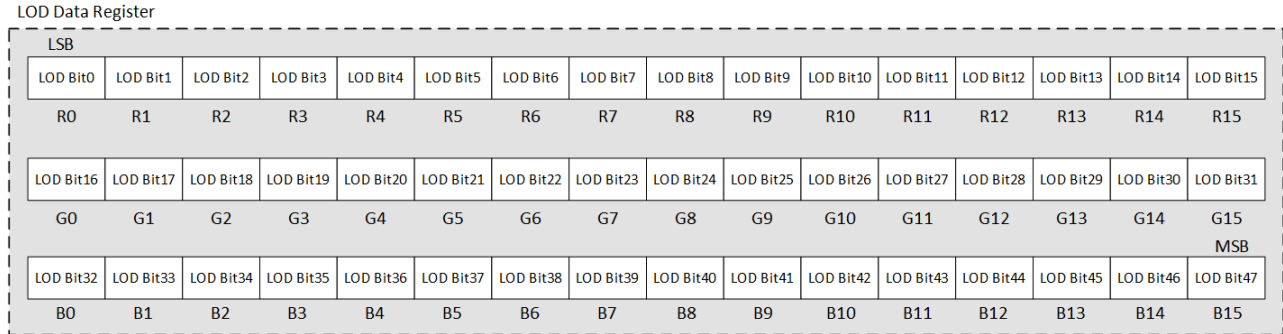 LOD Data Register
LSB
LOD Bit0 LOD Bit1 LOD Bit2 LOD Bit3 LOD Bit4 LOD Bit5 LOD Bit6 LOD Bit7 LOD Bit8 LOD Bit9 LOD Bit10 LOD Bit11 LOD Bit12 LOD Bit13 LOD Bit14 LOD Bit15
R0 R1 R2 R3 R4 R5 R6 R7 R8 R9 R10 R11 R12 R13 R14 R15
LOD Bit16 LOD Bit17 LOD Bit18 LOD Bit19 LOD Bit20 LOD Bit21 LOD Bit22 LOD Bit23 LOD Bit24 LOD Bit25 LOD Bit26 LOD Bit27 LOD Bit28 LOD Bit29 LOD Bit30 LOD Bit31
G0 G1 G2 G3 G4 G5 G6 G7 G8 G9 G10 G11 G12 G13 G14 G15
MSB
LOD Bit32 LOD Bit33 LOD Bit34 LOD Bit35 LOD Bit36 LOD Bit37 LOD Bit38 LOD Bit39 LOD Bit40 LOD Bit41 LOD Bit42 LOD Bit43 LOD Bit44 LOD Bit45 LOD Bit46 LOD Bit47
B0 B1 B2 B3 B4 B5 B6 B7 B8 B9 B10 B11 B12 B13 B14 B15